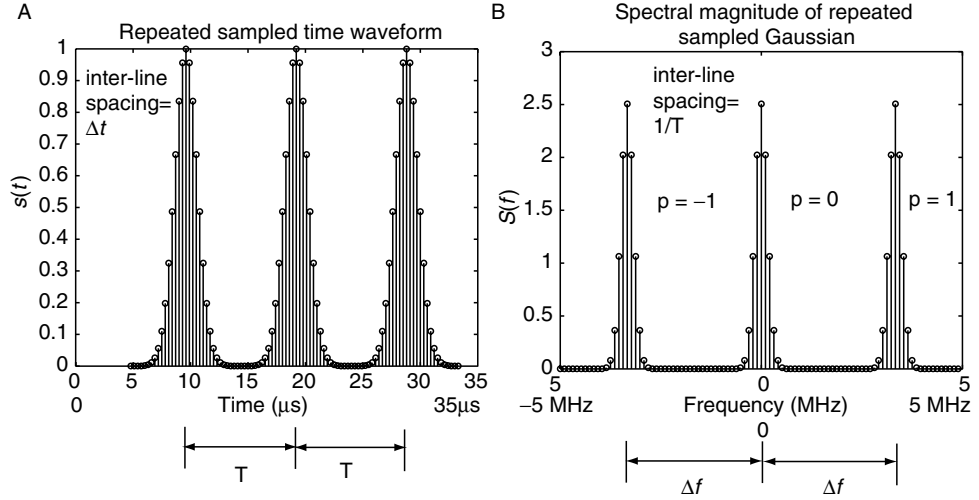 A
Repeated sampled time waveform
1
0.9
0.8
0.7
0.6
0.5
0.4
0.3
0.2
0.1
0
s(t)
inter-line
spacing=
Δt
0 5 10 15 20 25 30 35
0 Time (μs) 35μs
T T
B
Spectral magnitude of repeated
sampled Gaussian
3
2.5
2
1.5
1
0.5
0
S(f)
inter-line
spacing=
1/T
p = −1 p = 0 p = 1
5 0 5
−5 MHz Frequency (MHz) 5 MHz
0
Δf Δf